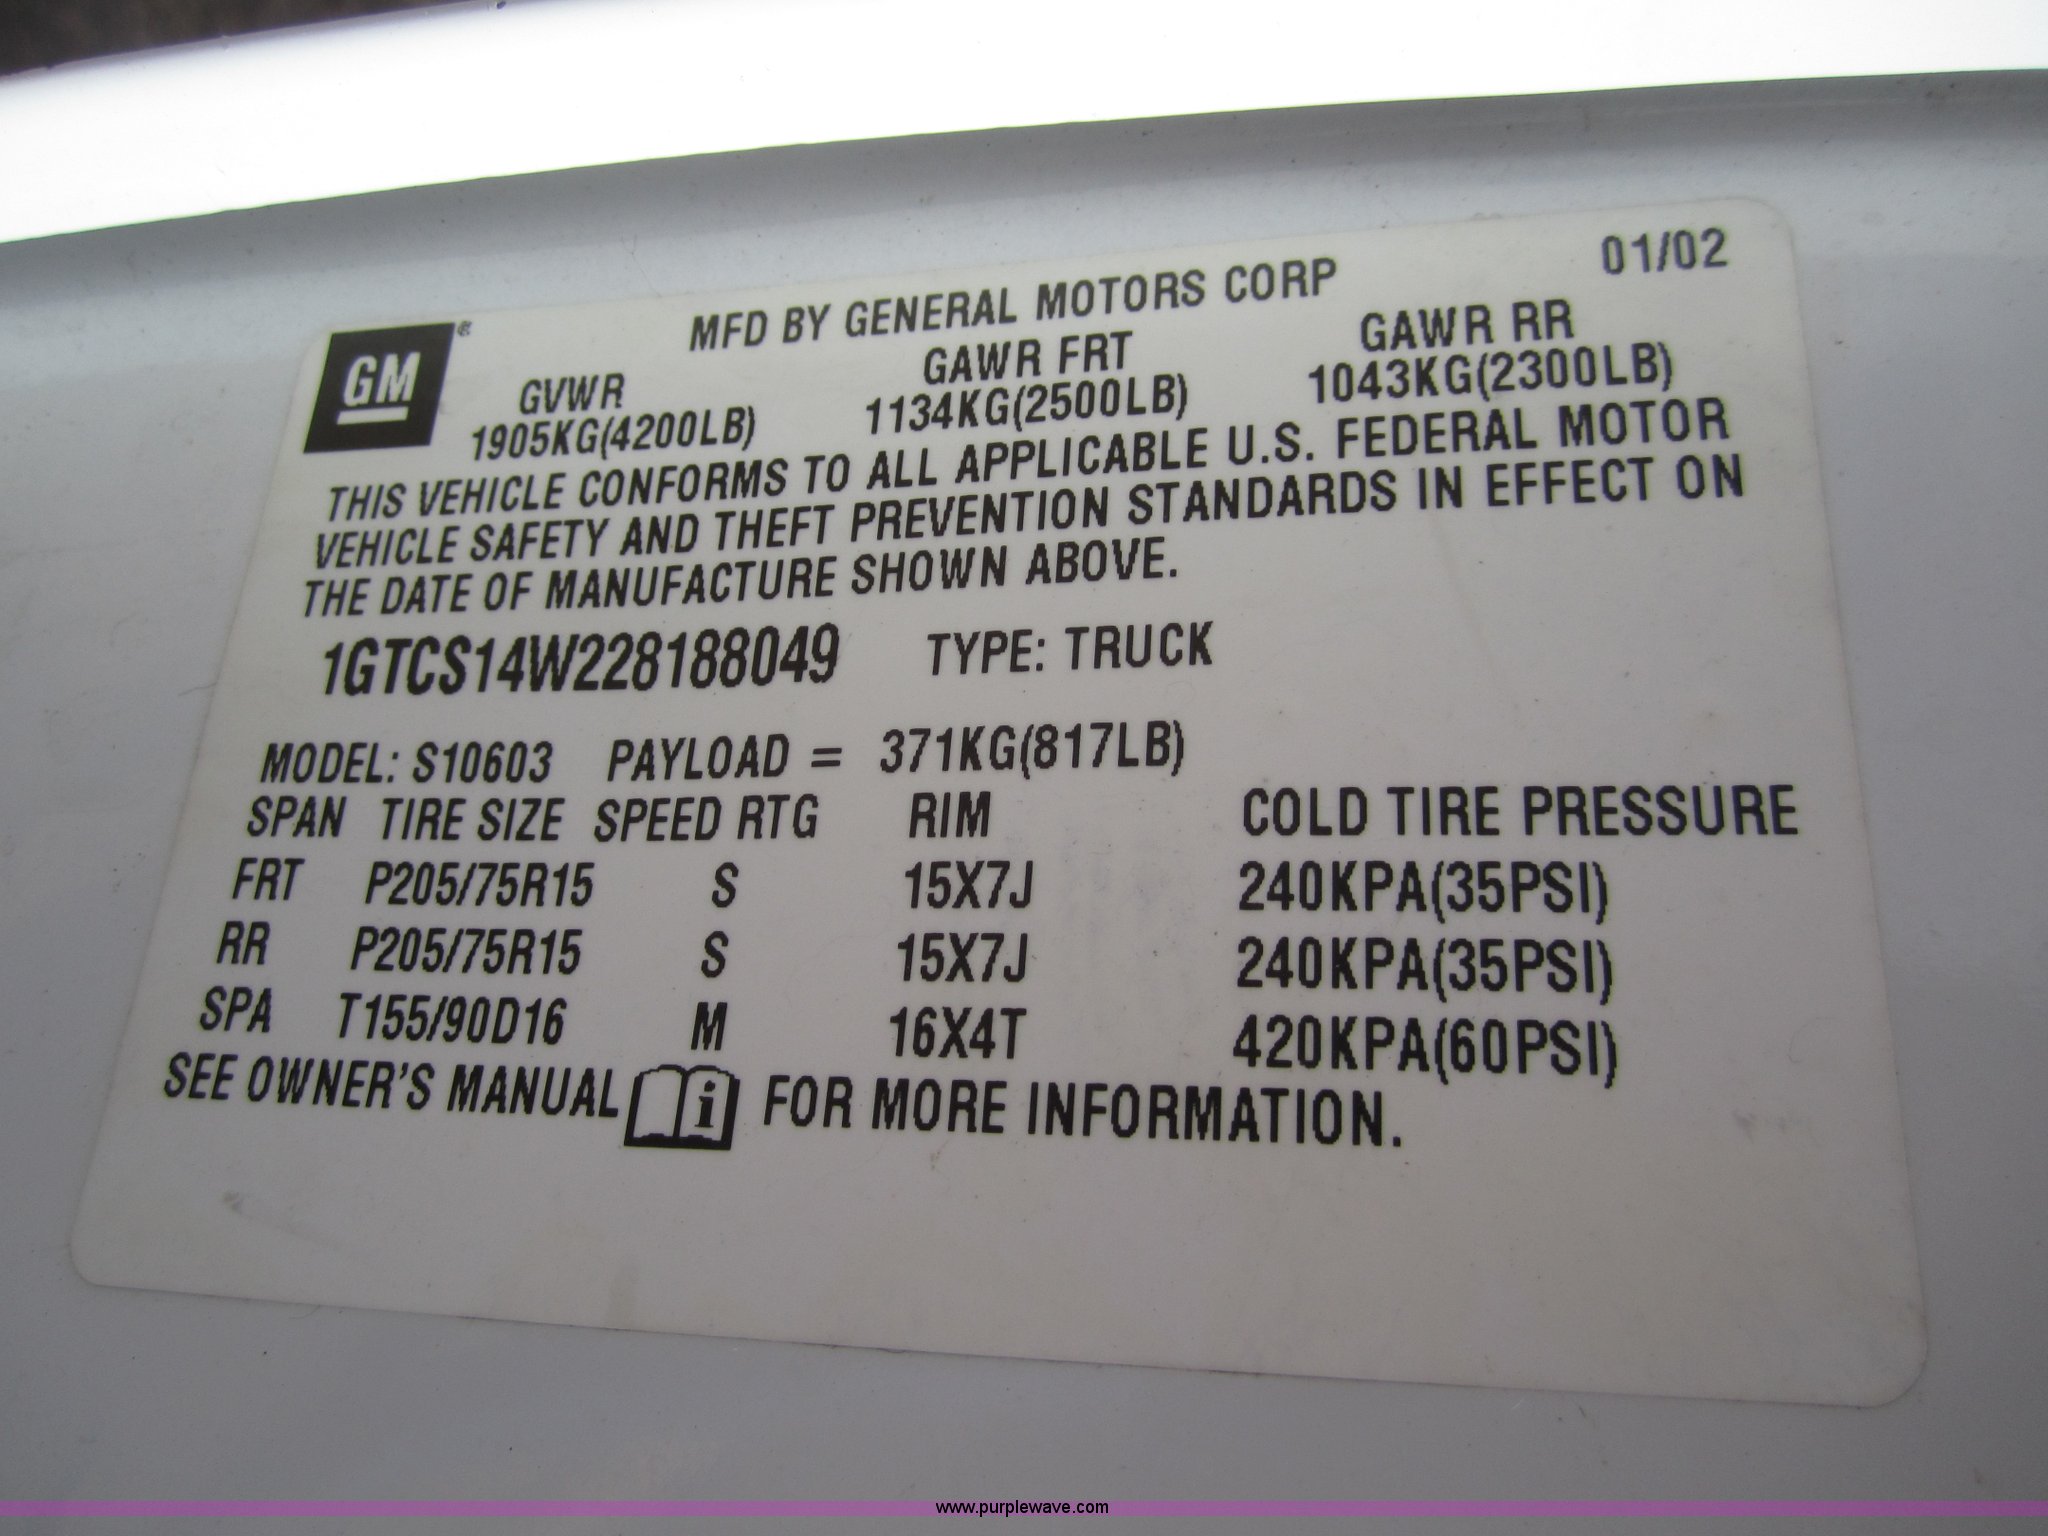 01/02
MFD BY GENERAL MOTORS CORP
GM®
GVWR GAWR FRT GAWR RR
1905KG(4200LB) 1134KG(2500LB) 1043KG(2300LB)
THIS VEHICLE CONFORMS TO ALL APPLICABLE U.S. FEDERAL MOTOR
VEHICLE SAFETY AND THEFT PREVENTION STANDARDS IN EFFECT ON
THE DATE OF MANUFACTURE SHOWN ABOVE.
1GTCS14W228188049 TYPE: TRUCK
MODEL: S10603 PAYLOAD = 371KG(817LB)
SPAN TIRE SIZE SPEED RTG RIM COLD TIRE PRESSURE
FRT P205/75R15 S 15X7J 240KPA(35PSI)
RR P205/75R15 S 15X7J 240KPA(35PSI)
SPA T155/90D16 M 16X4T 420KPA(60PSI)
SEE OWNER'S MANUAL i FOR MORE INFORMATION.
www.purplewave.com